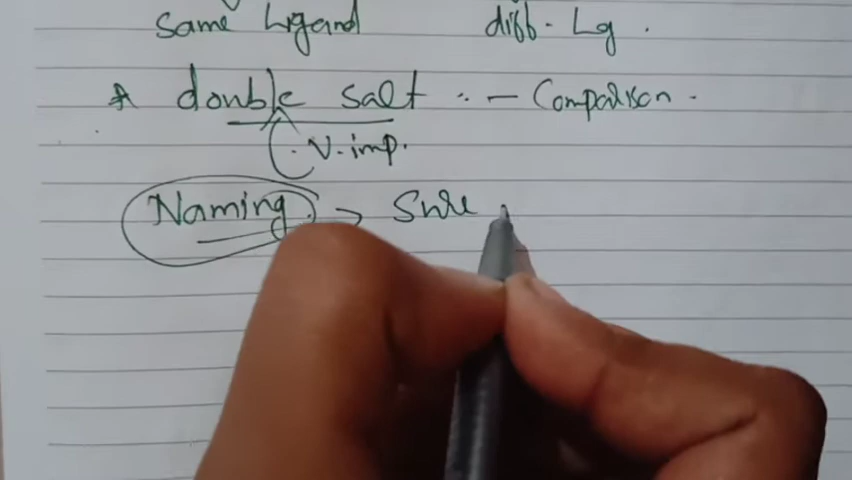 Same Ligand diff- Lg.
* double salt :- Comparison.
V. imp.
Naming → Sure